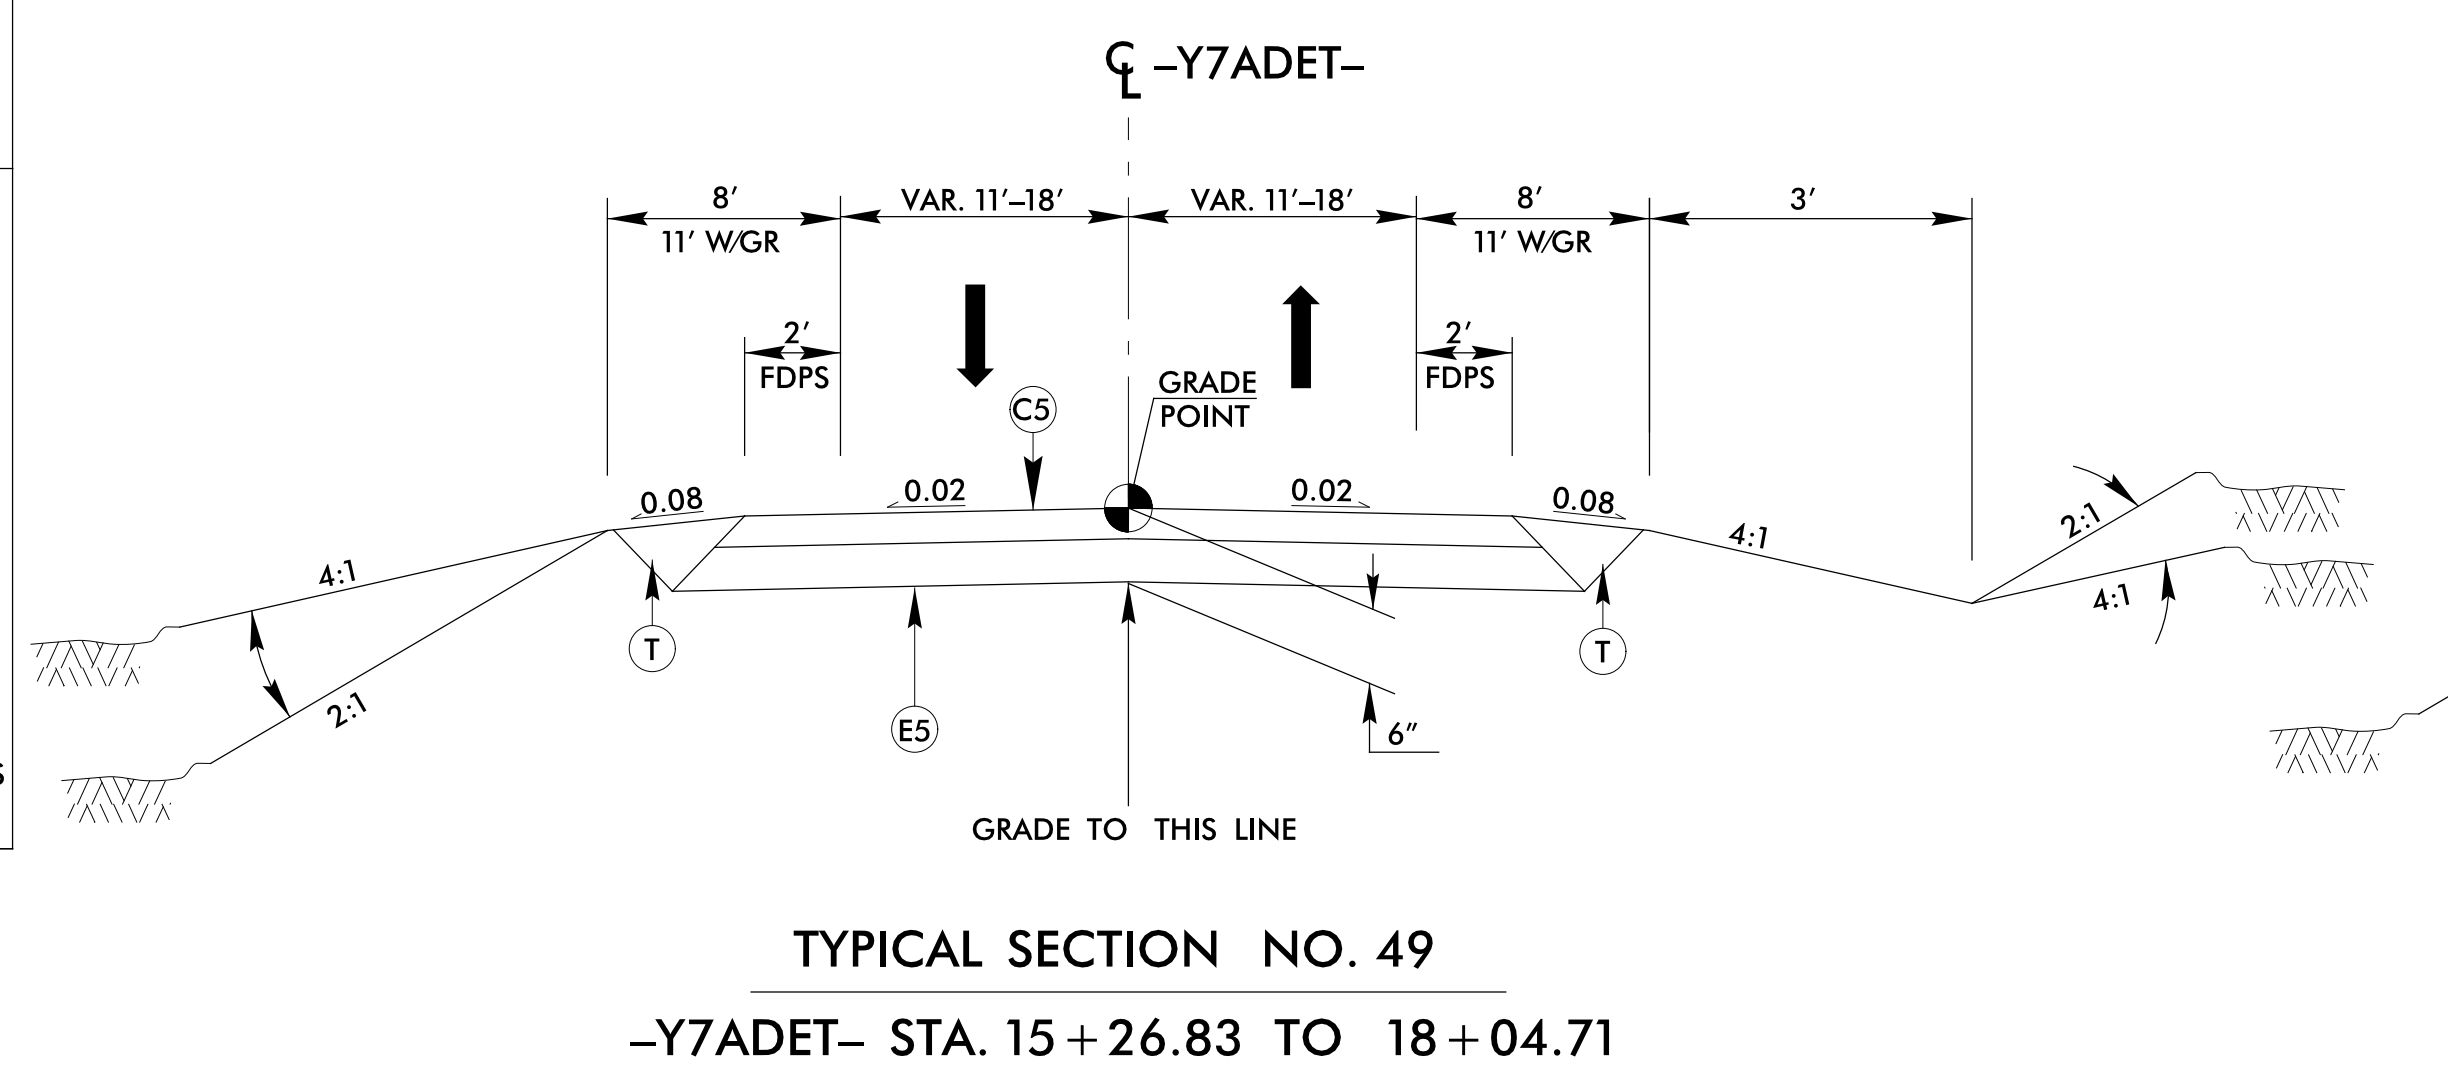 ℄ –Y7ADET–
8′ VAR. 11′–18′ VAR. 11′–18′ 8′ 3′
11′ W/GR 11′ W/GR
2′ 2′
FDPS FDPS
GRADE
POINT
C5
0.08 0.02 0.02 0.08
4:1 4:1 2:1
4:1
2:1
T T
E5
6″
GRADE TO THIS LINE
TYPICAL SECTION NO. 49
–Y7ADET– STA. 15+26.83 TO 18+04.71